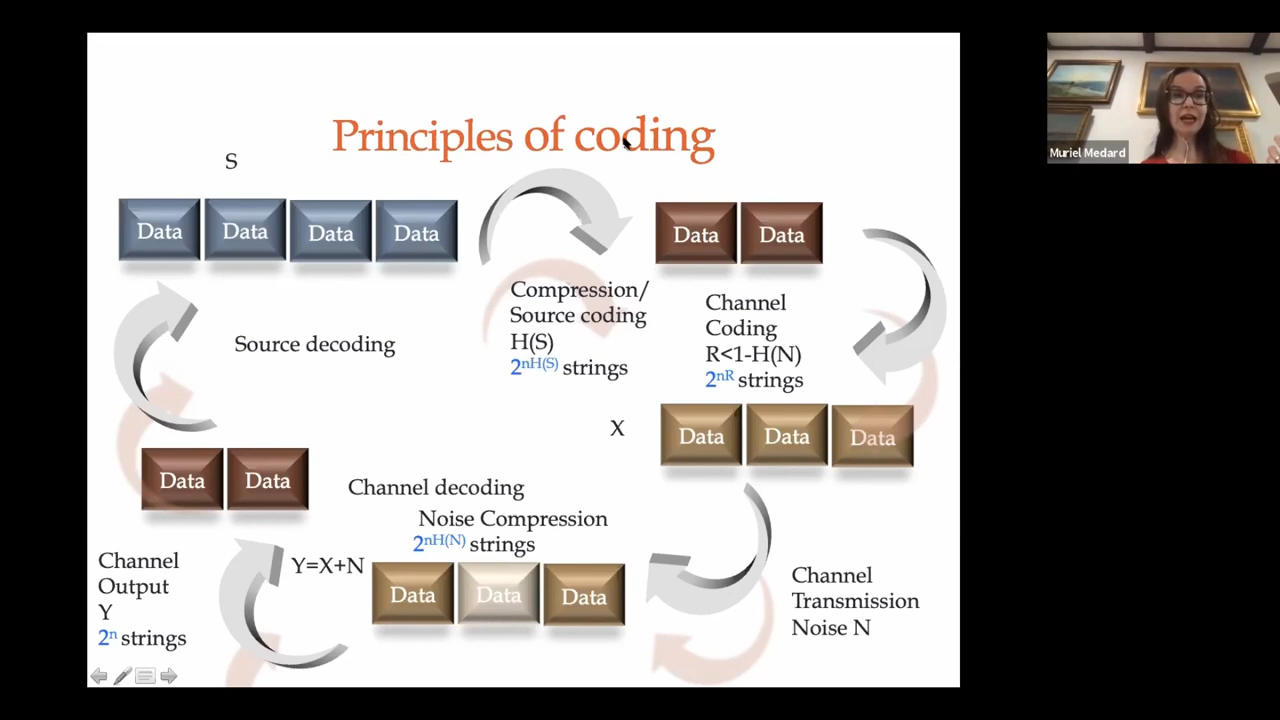 Principles of coding
S
Data Data Data Data
Data Data
Compression/
Source coding
H(S)
2^nH(S) strings
Channel
Coding
R<1-H(N)
2^nR strings
Source decoding
X
Data Data Data
Data Data
Channel decoding
Noise Compression
2^nH(N) strings
Channel
Output
Y
2^n strings
Y=X+N
Data Data Data
Channel
Transmission
Noise N
Muriel Medard